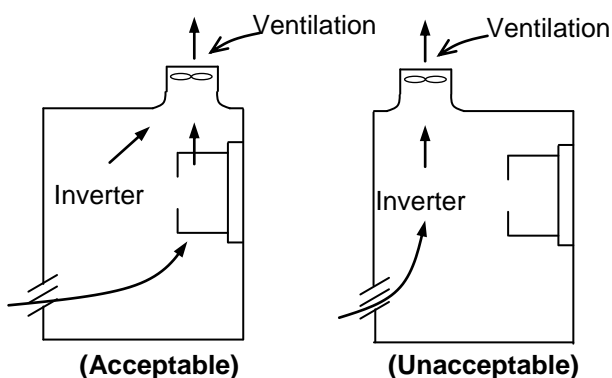 Ventilation
Inverter
(Acceptable)
Ventilation
Inverter
(Unacceptable)